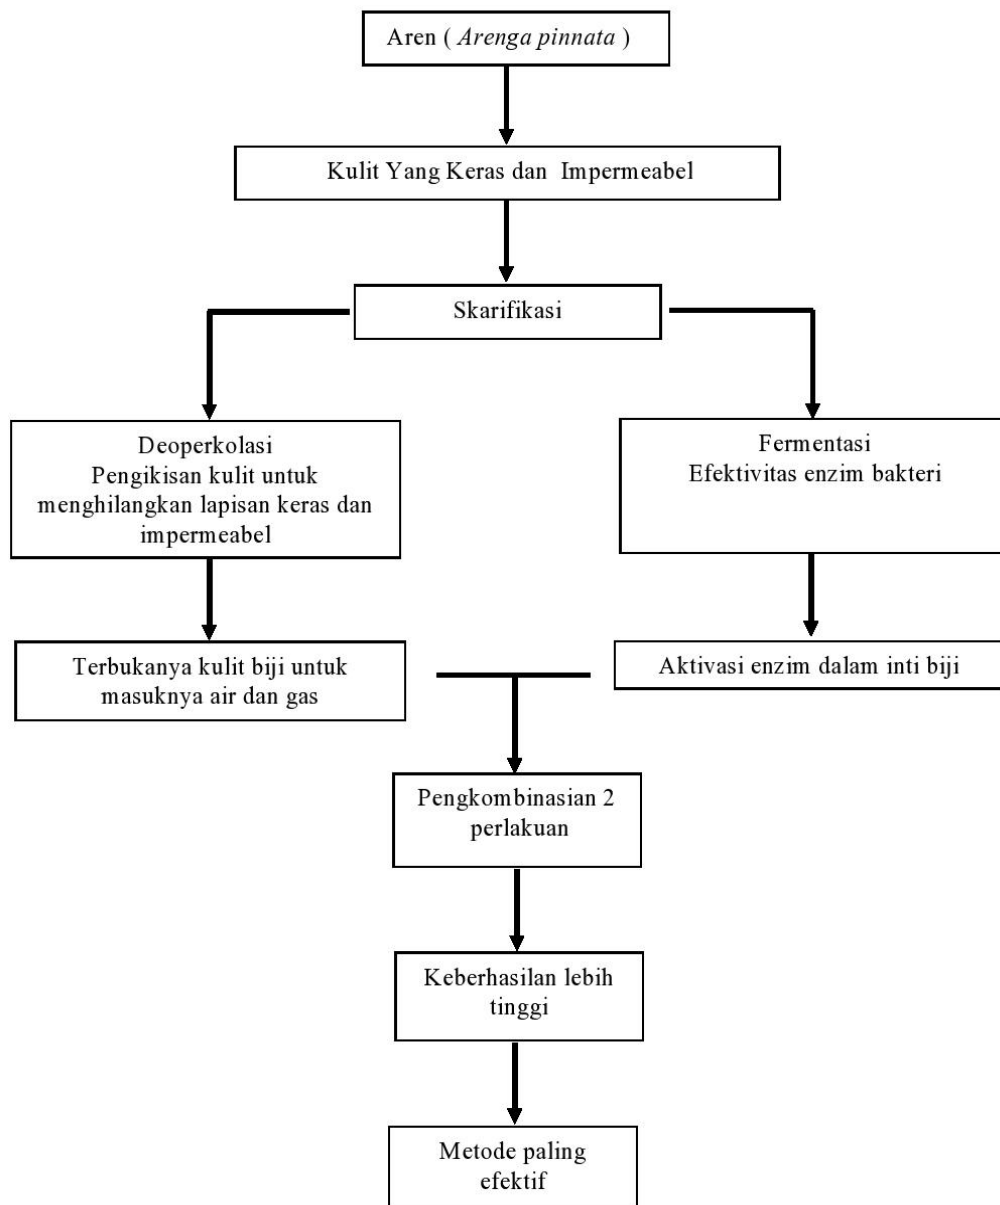 Aren ( Arenga pinnata )
Kulit Yang Keras dan Impermeabel
Skarifikasi
Deoperkolasi
Pengikisan kulit untuk
menghilangkan lapisan keras dan
impermeabel
Fermentasi
Efektivitas enzim bakteri
Terbukanya kulit biji untuk
masuknya air dan gas
Aktivasi enzim dalam inti biji
Pengkombinasian 2
perlakuan
Keberhasilan lebih
tinggi
Metode paling
efektif